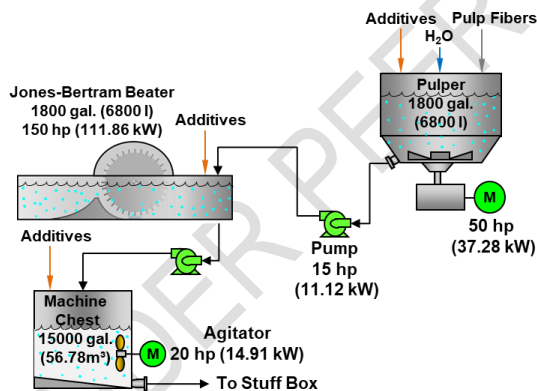 Additives
Pulp Fibers
H₂O
Pulper
1800 gal.
(6800 l)
Jones-Bertram Beater
1800 gal. (6800 l)
150 hp (111.86 kW)
Additives
M
50 hp
(37.28 kW)
Pump
15 hp
(11.12 kW)
Additives
Machine
Chest
15000 gal.
(56.78m³)
M
Agitator
20 hp (14.91 kW)
To Stuff Box